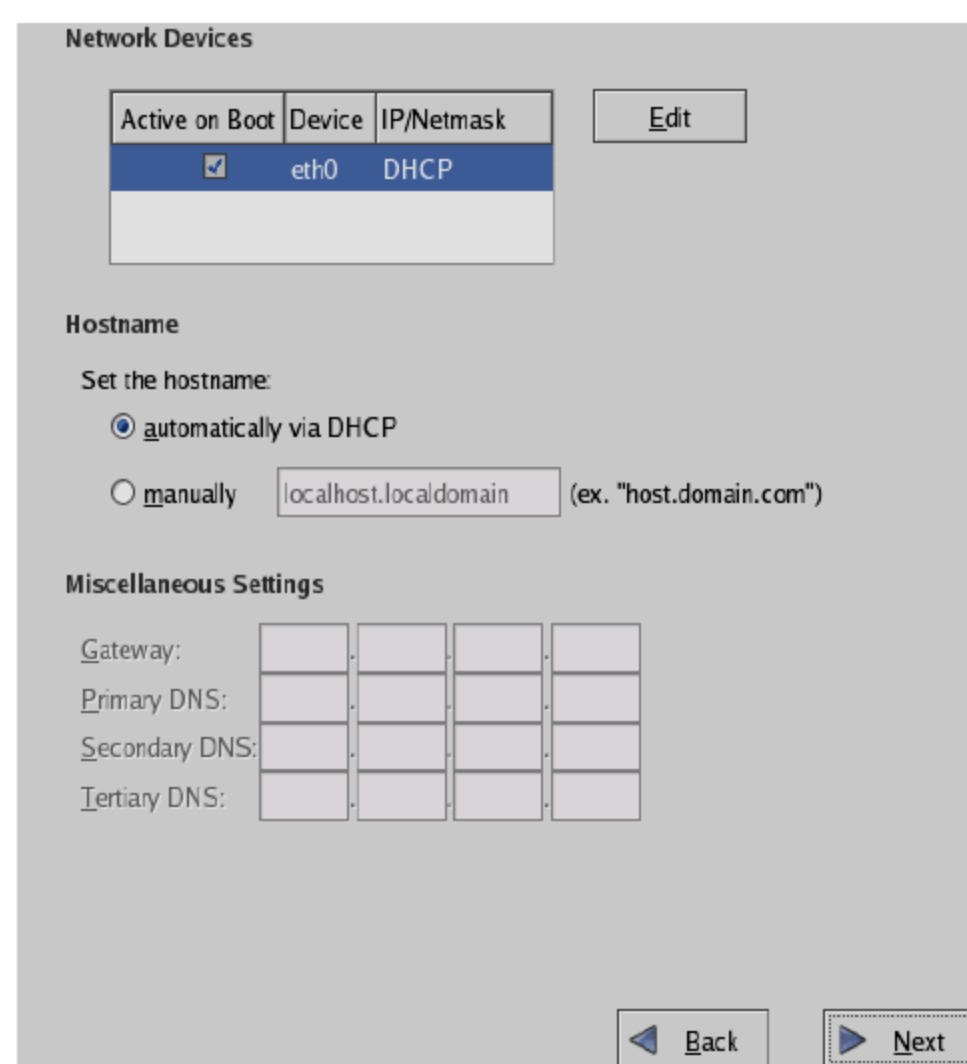 Network Devices
Active on Boot Device IP/Netmask Edit
eth0 DHCP
Hostname
Set the hostname:
automatically via DHCP
manually localhost.localdomain (ex. "host.domain.com")
Miscellaneous Settings
Gateway: . . .
Primary DNS: . . .
Secondary DNS: . . .
Tertiary DNS: . . .
Back Next